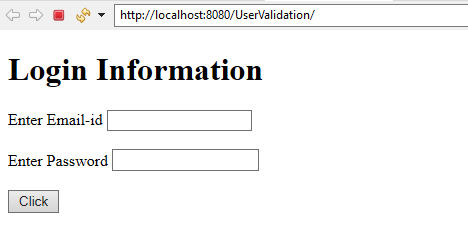 http://localhost:8080/UserValidation/
Login Information
Enter Email-id
Enter Password
Click